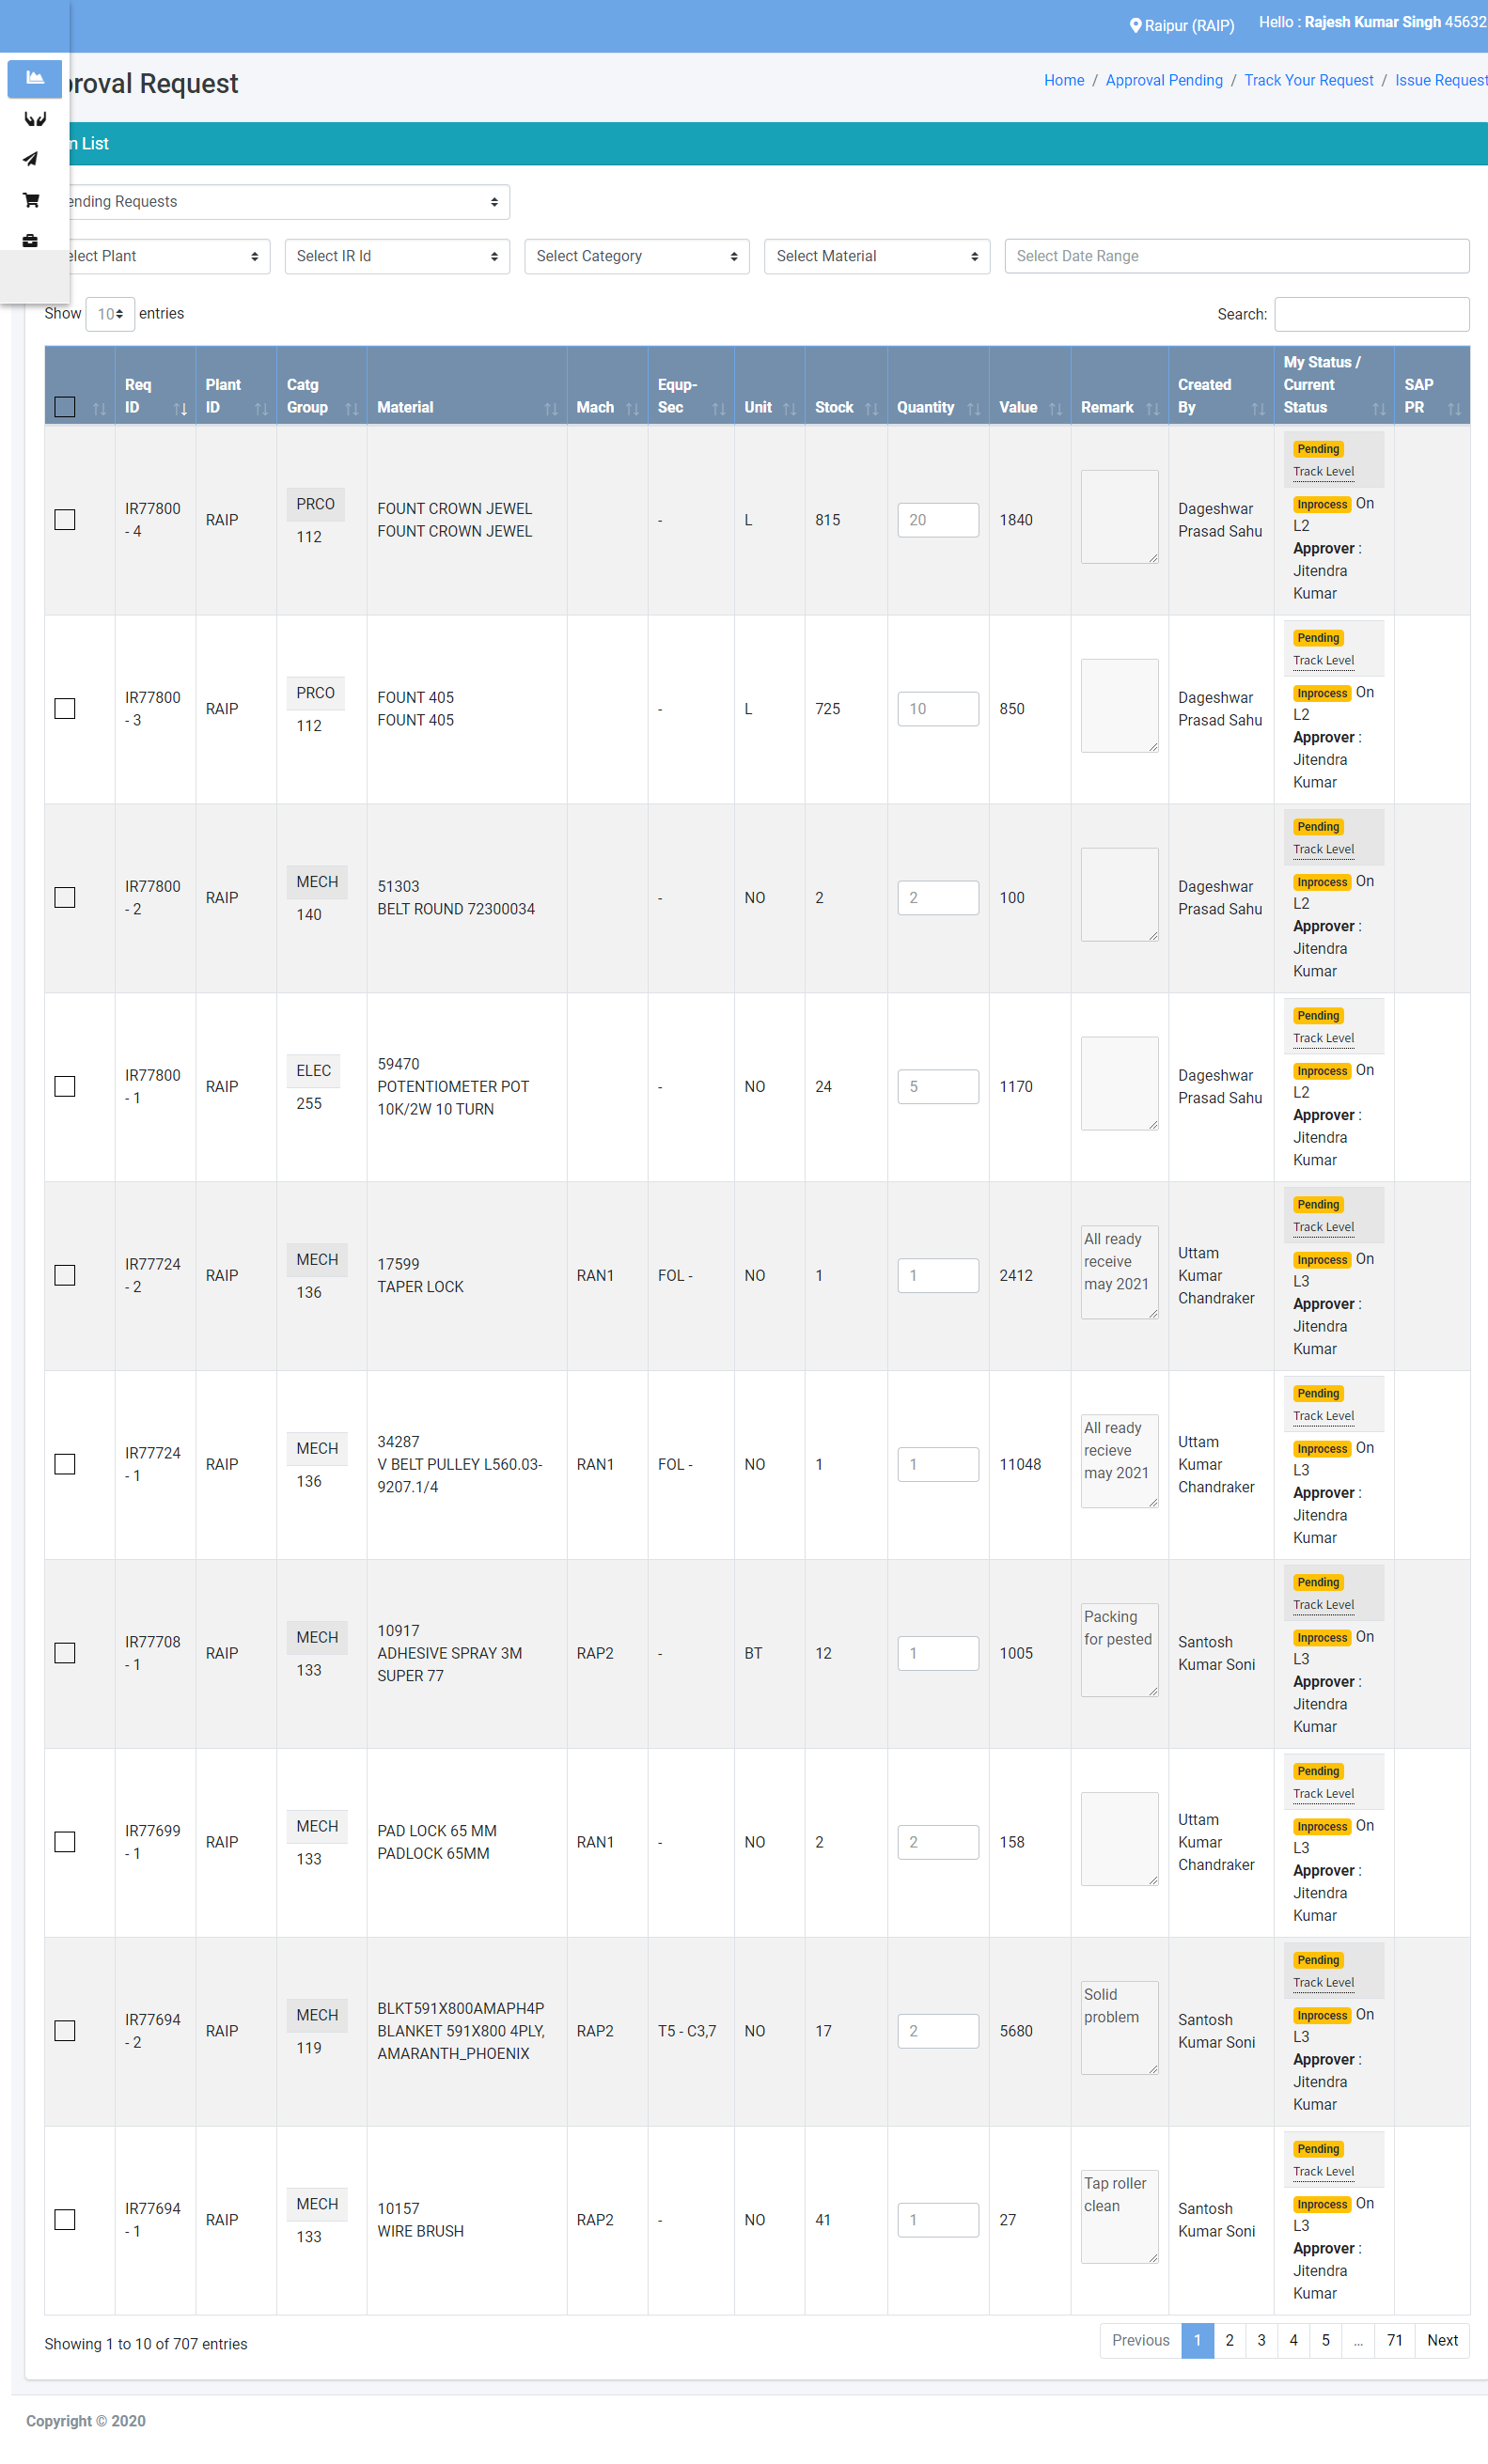 Raipur (RAIP) Hello : Rajesh Kumar Singh 45632
proval Request
Home / Approval Pending / Track Your Request / Issue Request
n List
ending Requests
elect Plant Select IR Id Select Category Select Material Select Date Range
Show 10 entries Search:
Req ID Plant ID Catg Group Material Mach Equp-Sec Unit Stock Quantity Value Remark Created By My Status / Current Status SAP PR
IR77800 - 4 RAIP PRCO 112 FOUNT CROWN JEWEL FOUNT CROWN JEWEL - L 815 20 1840 Dageshwar Prasad Sahu Pending Track Level Inprocess On L2 Approver : Jitendra Kumar
IR77800 - 3 RAIP PRCO 112 FOUNT 405 FOUNT 405 - L 725 10 850 Dageshwar Prasad Sahu Pending Track Level Inprocess On L2 Approver : Jitendra Kumar
IR77800 - 2 RAIP MECH 140 51303 BELT ROUND 72300034 - NO 2 2 100 Dageshwar Prasad Sahu Pending Track Level Inprocess On L2 Approver : Jitendra Kumar
IR77800 - 1 RAIP ELEC 255 59470 POTENTIOMETER POT 10K/2W 10 TURN - NO 24 5 1170 Dageshwar Prasad Sahu Pending Track Level Inprocess On L2 Approver : Jitendra Kumar
IR77724 - 2 RAIP MECH 136 17599 TAPER LOCK RAN1 FOL - NO 1 1 2412 All ready receive may 2021 Uttam Kumar Chandraker Pending Track Level Inprocess On L3 Approver : Jitendra Kumar
IR77724 - 1 RAIP MECH 136 34287 V BELT PULLEY L560.03-9207.1/4 RAN1 FOL - NO 1 1 11048 All ready recieve may 2021 Uttam Kumar Chandraker Pending Track Level Inprocess On L3 Approver : Jitendra Kumar
IR77708 - 1 RAIP MECH 133 10917 ADHESIVE SPRAY 3M SUPER 77 RAP2 - BT 12 1 1005 Packing for pested Santosh Kumar Soni Pending Track Level Inprocess On L3 Approver : Jitendra Kumar
IR77699 - 1 RAIP MECH 133 PAD LOCK 65 MM PADLOCK 65MM RAN1 - NO 2 2 158 Uttam Kumar Chandraker Pending Track Level Inprocess On L3 Approver : Jitendra Kumar
IR77694 - 2 RAIP MECH 119 BLKT591X800AMAPH4P BLANKET 591X800 4PLY, AMARANTH_PHOENIX RAP2 T5 - C3,7 NO 17 2 5680 Solid problem Santosh Kumar Soni Pending Track Level Inprocess On L3 Approver : Jitendra Kumar
IR77694 - 1 RAIP MECH 133 10157 WIRE BRUSH RAP2 - NO 41 1 27 Tap roller clean Santosh Kumar Soni Pending Track Level Inprocess On L3 Approver : Jitendra Kumar
Showing 1 to 10 of 707 entries Previous 1 2 3 4 5 … 71 Next
Copyright © 2020